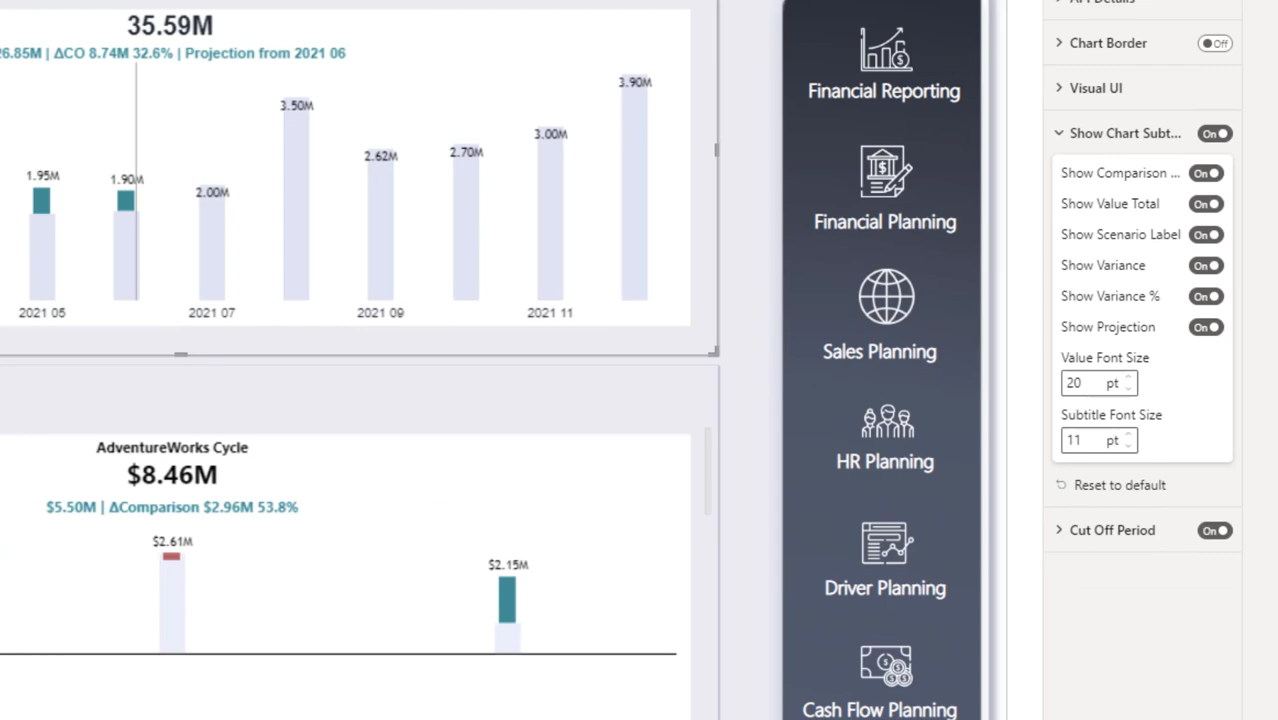 35.59M
26.85M | ΔCO 8.74M 32.6% | Projection from 2021 06
1.95M
1.90M
2.00M
3.50M
2.62M
2.70M
3.00M
3.90M
2021 05
2021 07
2021 09
2021 11
AdventureWorks Cycle
$8.46M
$5.50M | ΔComparison $2.96M 53.8%
$2.61M
$2.15M
Financial Reporting
Financial Planning
Sales Planning
HR Planning
Driver Planning
Cash Flow Planning
API Details
Chart Border Off
Visual UI
Show Chart Subt... On
Show Comparison ... On
Show Value Total On
Show Scenario Label On
Show Variance On
Show Variance % On
Show Projection On
Value Font Size
20 pt
Subtitle Font Size
11 pt
Reset to default
Cut Off Period On